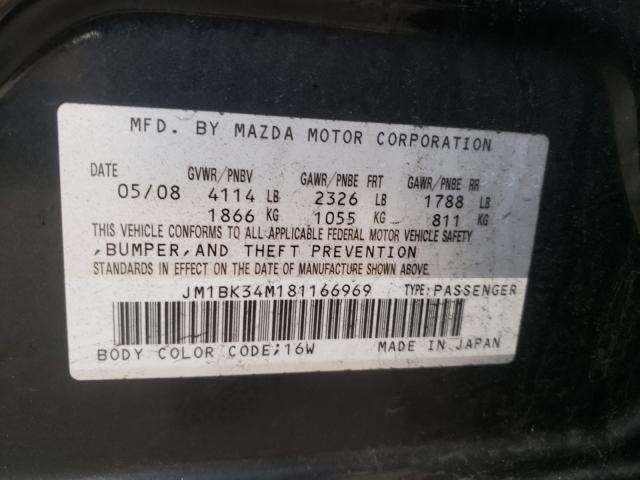 MFD. BY MAZDA MOTOR CORPORATION
DATE GVWR/PNBV GAWR/PNBE FRT GAWR/PNBE RR
05/08 4114 LB 2326 LB 1788 LB
1866 KG 1055 KG 811 KG
THIS VEHICLE CONFORMS TO ALL APPLICABLE FEDERAL MOTOR VEHICLE SAFETY
,BUMPER,AND THEFT PREVENTION
STANDARDS IN EFFECT ON THE DATE OF MANUFACTURE SHOWN ABOVE.
JM1BK34M181166969 TYPE:PASSENGER
BODY COLOR CODE;16W MADE IN JAPAN